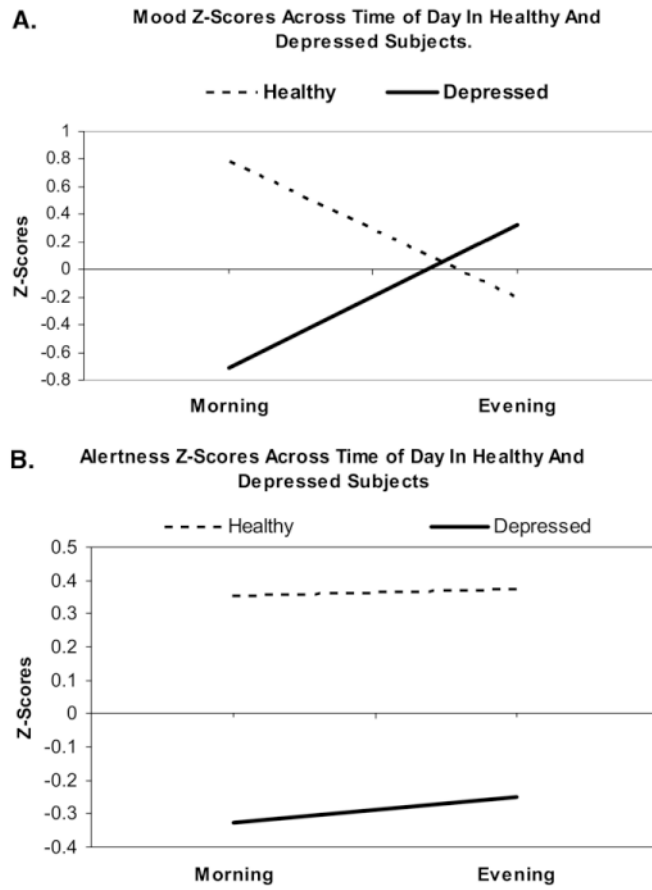 A. Mood Z-Scores Across Time of Day In Healthy And
Depressed Subjects.
Healthy Depressed
Z-Scores
1
0.8
0.6
0.4
0.2
0
-0.2
-0.4
-0.6
-0.8
Morning Evening
B. Alertness Z-Scores Across Time of Day In Healthy And
Depressed Subjects
Healthy Depressed
Z-Scores
0.5
0.4
0.3
0.2
0.1
0
-0.1
-0.2
-0.3
-0.4
Morning Evening